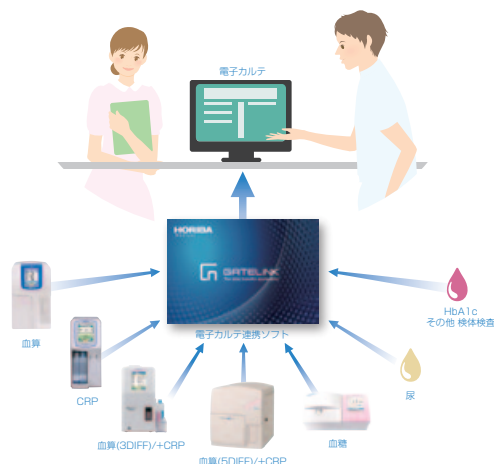 電子カルテ
HORIBA
GATELINK
電子カルテ連携ソフト
血算
CRP
血算(3DIFF)/+CRP
血算(5DIFF)/+CRP
血糖
尿
HbA1c
その他 検体検査